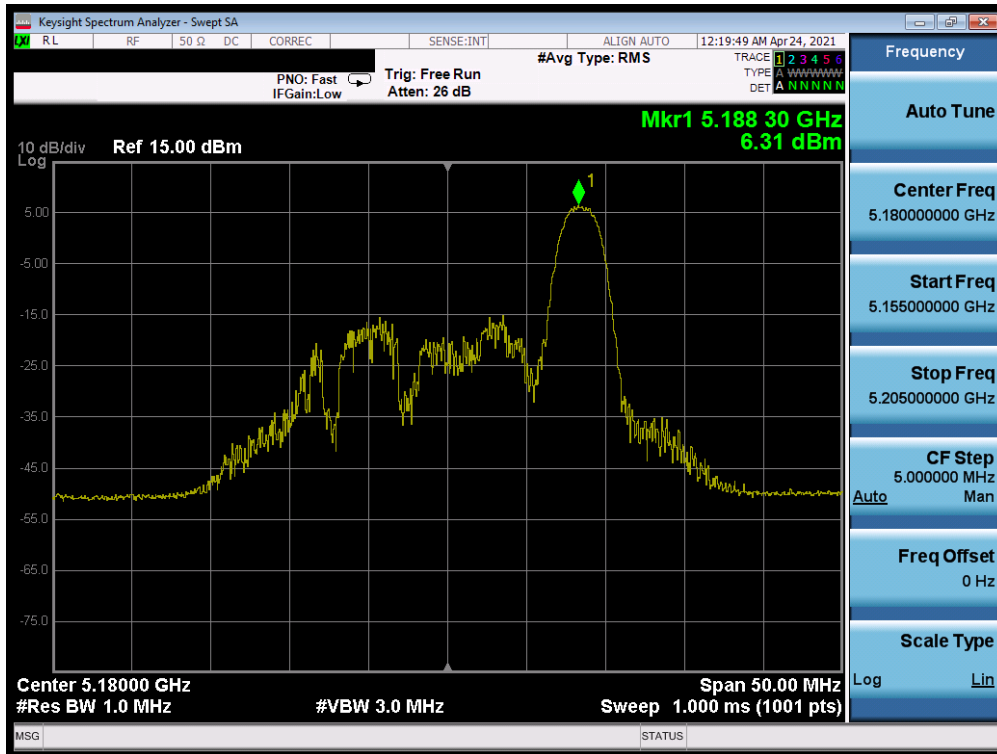 Keysight Spectrum Analyzer - Swept SA
LXI RL RF 50 Ω DC CORREC SENSE:INT ALIGN AUTO 12:19:49 AM Apr 24, 2021
#Avg Type: RMS
TRACE 1 2 3 4 5 6
PNO: Fast Trig: Free Run
TYPE A WWWWW
IFGain:Low Atten: 26 dB
DET A N N N N N
Mkr1 5.188 30 GHz
6.31 dBm
10 dB/div Ref 15.00 dBm
Log
1
5.00
-5.00
-15.0
-25.0
-35.0
-45.0
-55.0
-65.0
-75.0
Center 5.18000 GHz Span 50.00 MHz
#Res BW 1.0 MHz #VBW 3.0 MHz Sweep 1.000 ms (1001 pts)
MSG STATUS
Frequency
Auto Tune
Center Freq
5.180000000 GHz
Start Freq
5.155000000 GHz
Stop Freq
5.205000000 GHz
CF Step
5.000000 MHz
Auto Man
Freq Offset
0 Hz
Scale Type
Log Lin